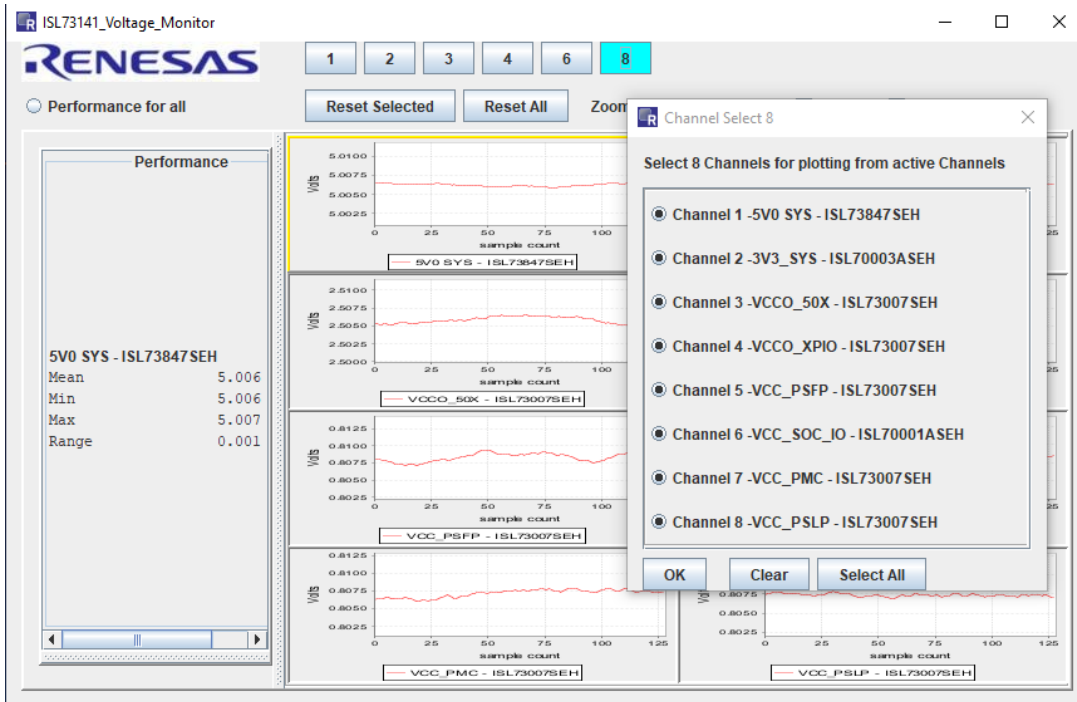 ISL73141_Voltage_Monitor
RENESAS
1 2 3 4 6 8
Performance for all
Reset Selected Reset All Zoom
Performance
5V0 SYS - ISL73847SEH
Mean 5.006
Min 5.006
Max 5.007
Range 0.001
5.0100
5.0075
5.0050
5.0025
Volts
0 25 50 75 100
sample count
5V0 SYS - ISL73847SEH
2.5100
2.5075
2.5050
2.5025
2.5000
Volts
0 25 50 75 100
sample count
VCCO_50X - ISL73007SEH
0.8125
0.8100
0.8075
0.8050
0.8025
Volts
0 25 50 75 100
sample count
VCC_PSFP - ISL73007SEH
0.8125
0.8100
0.8075
0.8050
0.8025
Volts
0 25 50 75 100 125
sample count
VCC_PMC - ISL73007SEH
0.8075
0.8050
0.8025
0 25 50 75 100 125
sample count
VCC_PSLP - ISL73007SEH
25
25
25
Channel Select 8
Select 8 Channels for plotting from active Channels
Channel 1 -5V0 SYS - ISL73847SEH
Channel 2 -3V3_SYS - ISL70003ASEH
Channel 3 -VCCO_50X - ISL73007SEH
Channel 4 -VCCO_XPIO - ISL73007SEH
Channel 5 -VCC_PSFP - ISL73007SEH
Channel 6 -VCC_SOC_IO - ISL70001ASEH
Channel 7 -VCC_PMC - ISL73007SEH
Channel 8 -VCC_PSLP - ISL73007SEH
OK Clear Select All